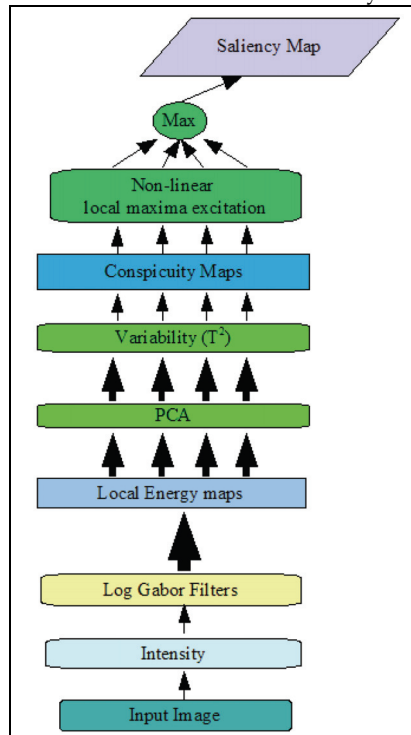 Saliency Map
Max
Non-linear
local maxima excitation
Conspicuity Maps
Variability (T²)
PCA
Local Energy maps
Log Gabor Filters
Intensity
Input Image